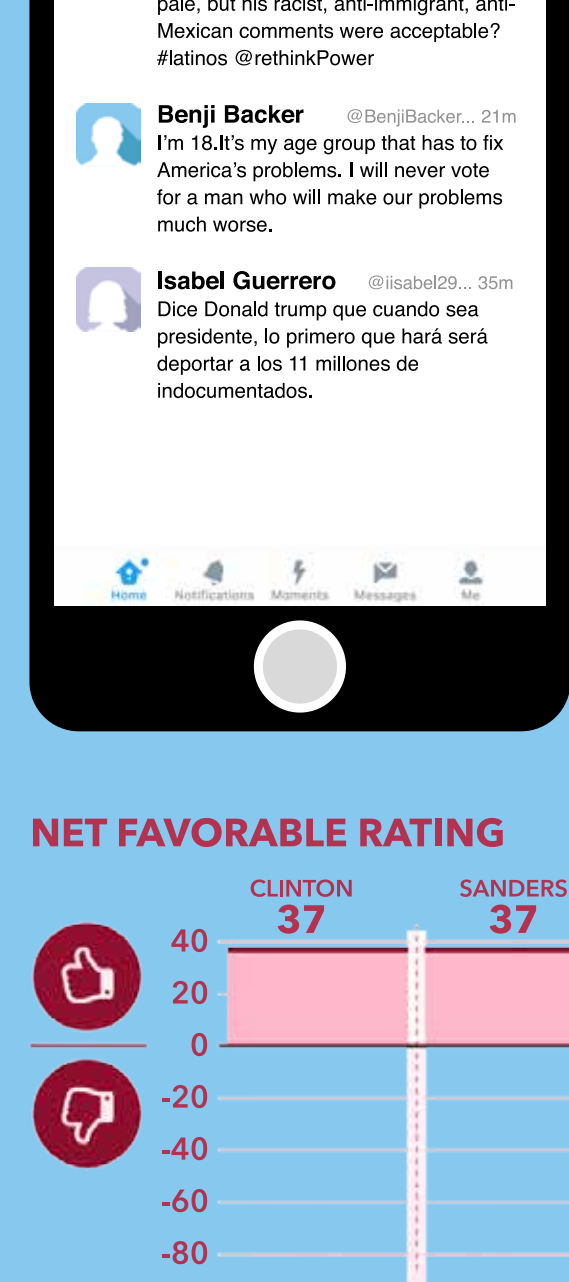 pale, but his racist, anti-immigrant, anti-
Mexican comments were acceptable?
#latinos @rethinkPower
Benji Backer @BenjiBacker... 21m
I'm 18.It's my age group that has to fix
America's problems. I will never vote
for a man who will make our problems
much worse.
Isabel Guerrero @iisabel29... 35m
Dice Donald trump que cuando sea
presidente, lo primero que hará será
deportar a los 11 millones de
indocumentados.
Home Notifications Moments Messages Me
NET FAVORABLE RATING
CLINTON SANDERS
37 37
40
20
0
-20
-40
-60
-80